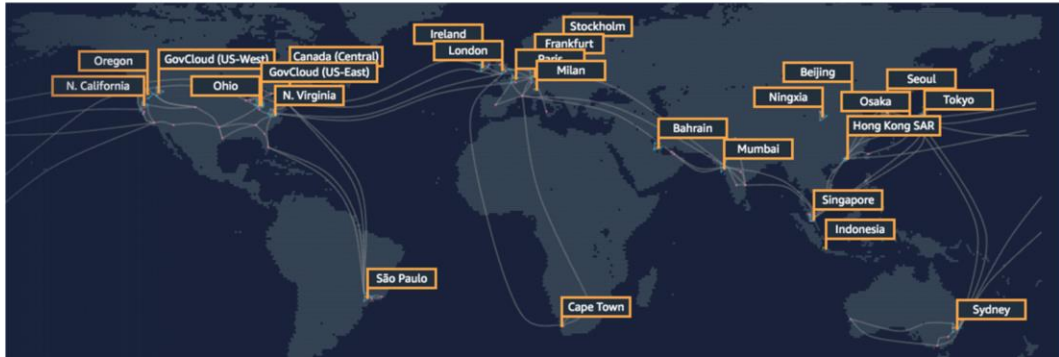 Oregon
GovCloud (US-West)
Canada (Central)
GovCloud (US-East)
N. California
Ohio
N. Virginia
São Paulo
Ireland
London
Stockholm
Frankfurt
Paris
Milan
Cape Town
Bahrain
Mumbai
Beijing
Ningxia
Seoul
Osaka
Tokyo
Hong Kong SAR
Singapore
Indonesia
Sydney